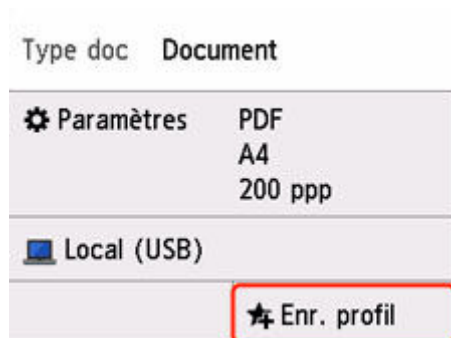 Type doc Document
Paramètres PDF
A4
200 ppp
Local (USB)
Enr. profil